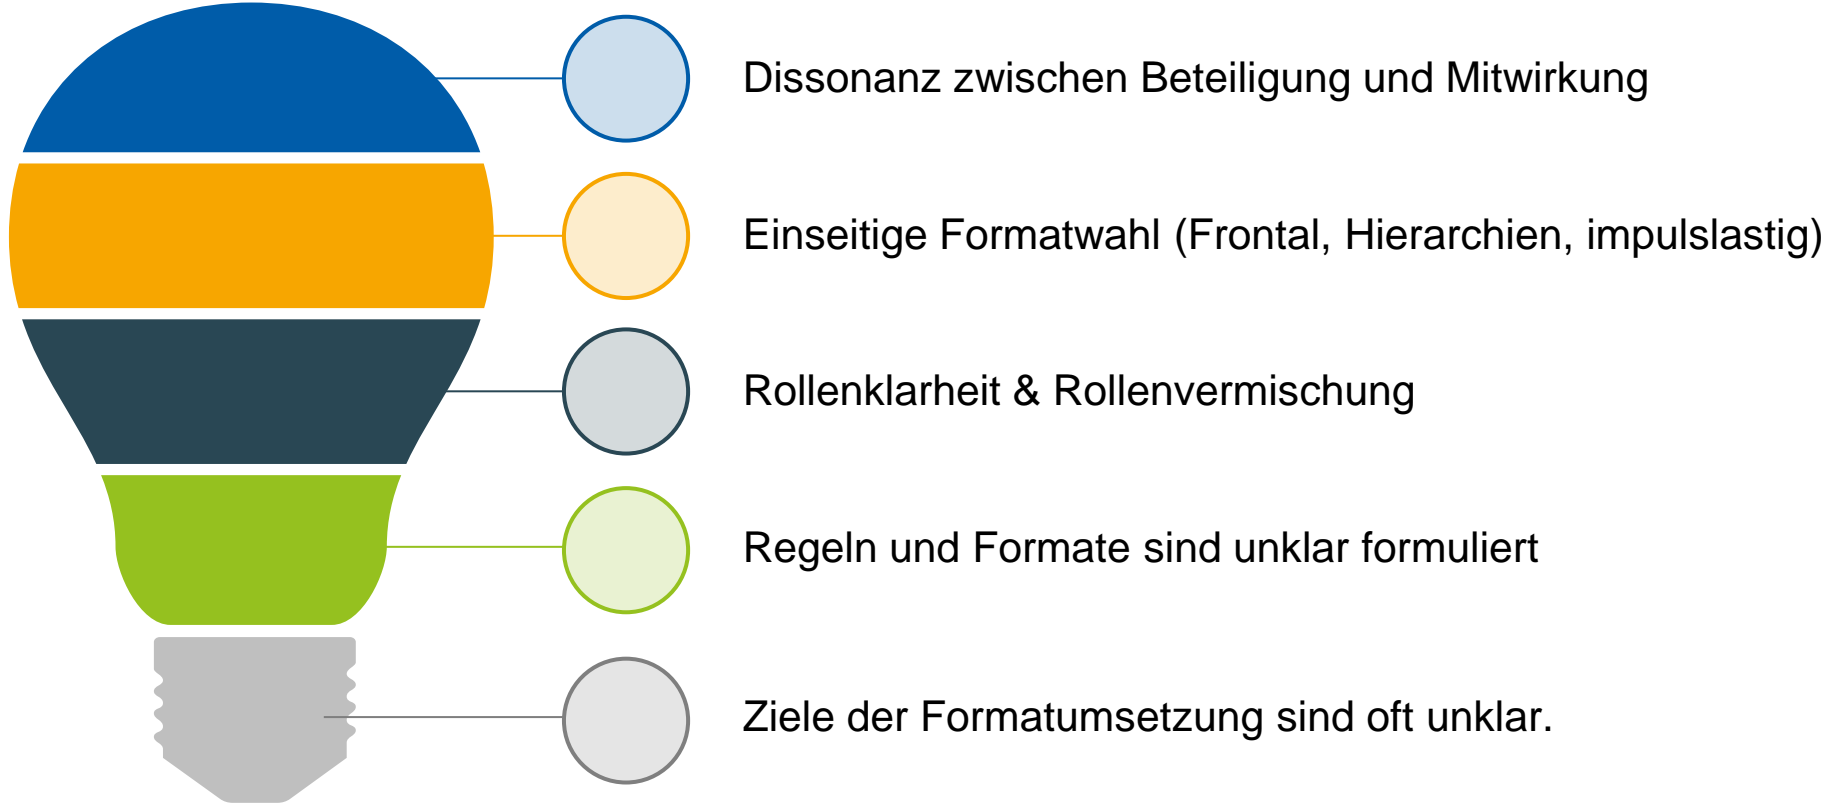 Dissonanz zwischen Beteiligung und Mitwirkung
Einseitige Formatwahl (Frontal, Hierarchien, impulslastig)
Rollenklarheit & Rollenvermischung
Regeln und Formate sind unklar formuliert
Ziele der Formatumsetzung sind oft unklar.